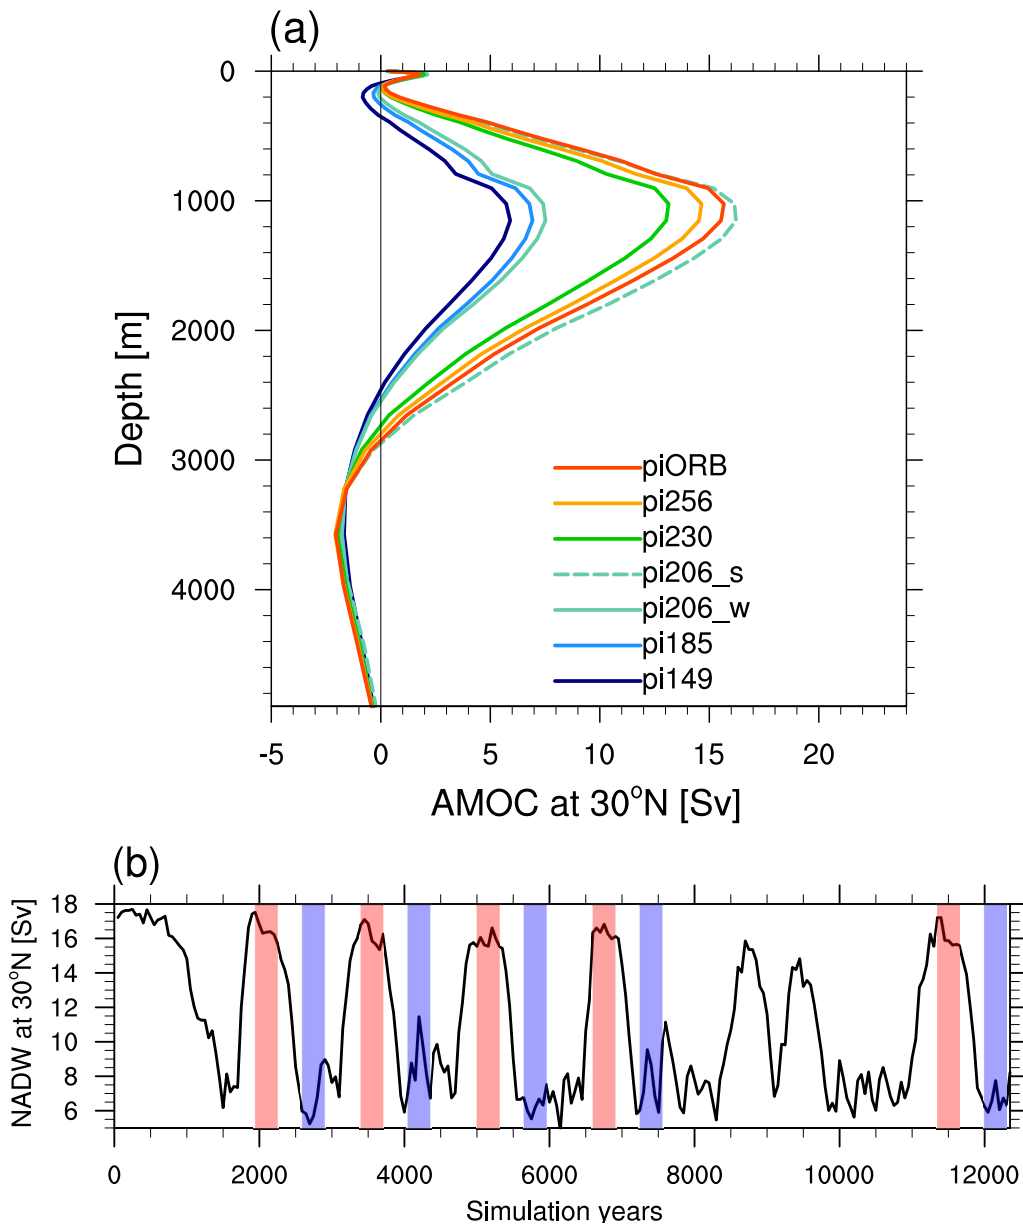 (a)
0
1000
2000
3000
4000
Depth [m]
piORB
pi256
pi230
pi206_s
pi206_w
pi185
pi149
-5 0 5 10 15 20
AMOC at 30°N [Sv]
(b)
18
16
14
12
10
8
6
NADW at 30°N [Sv]
0 2000 4000 6000 8000 10000 12000
Simulation years